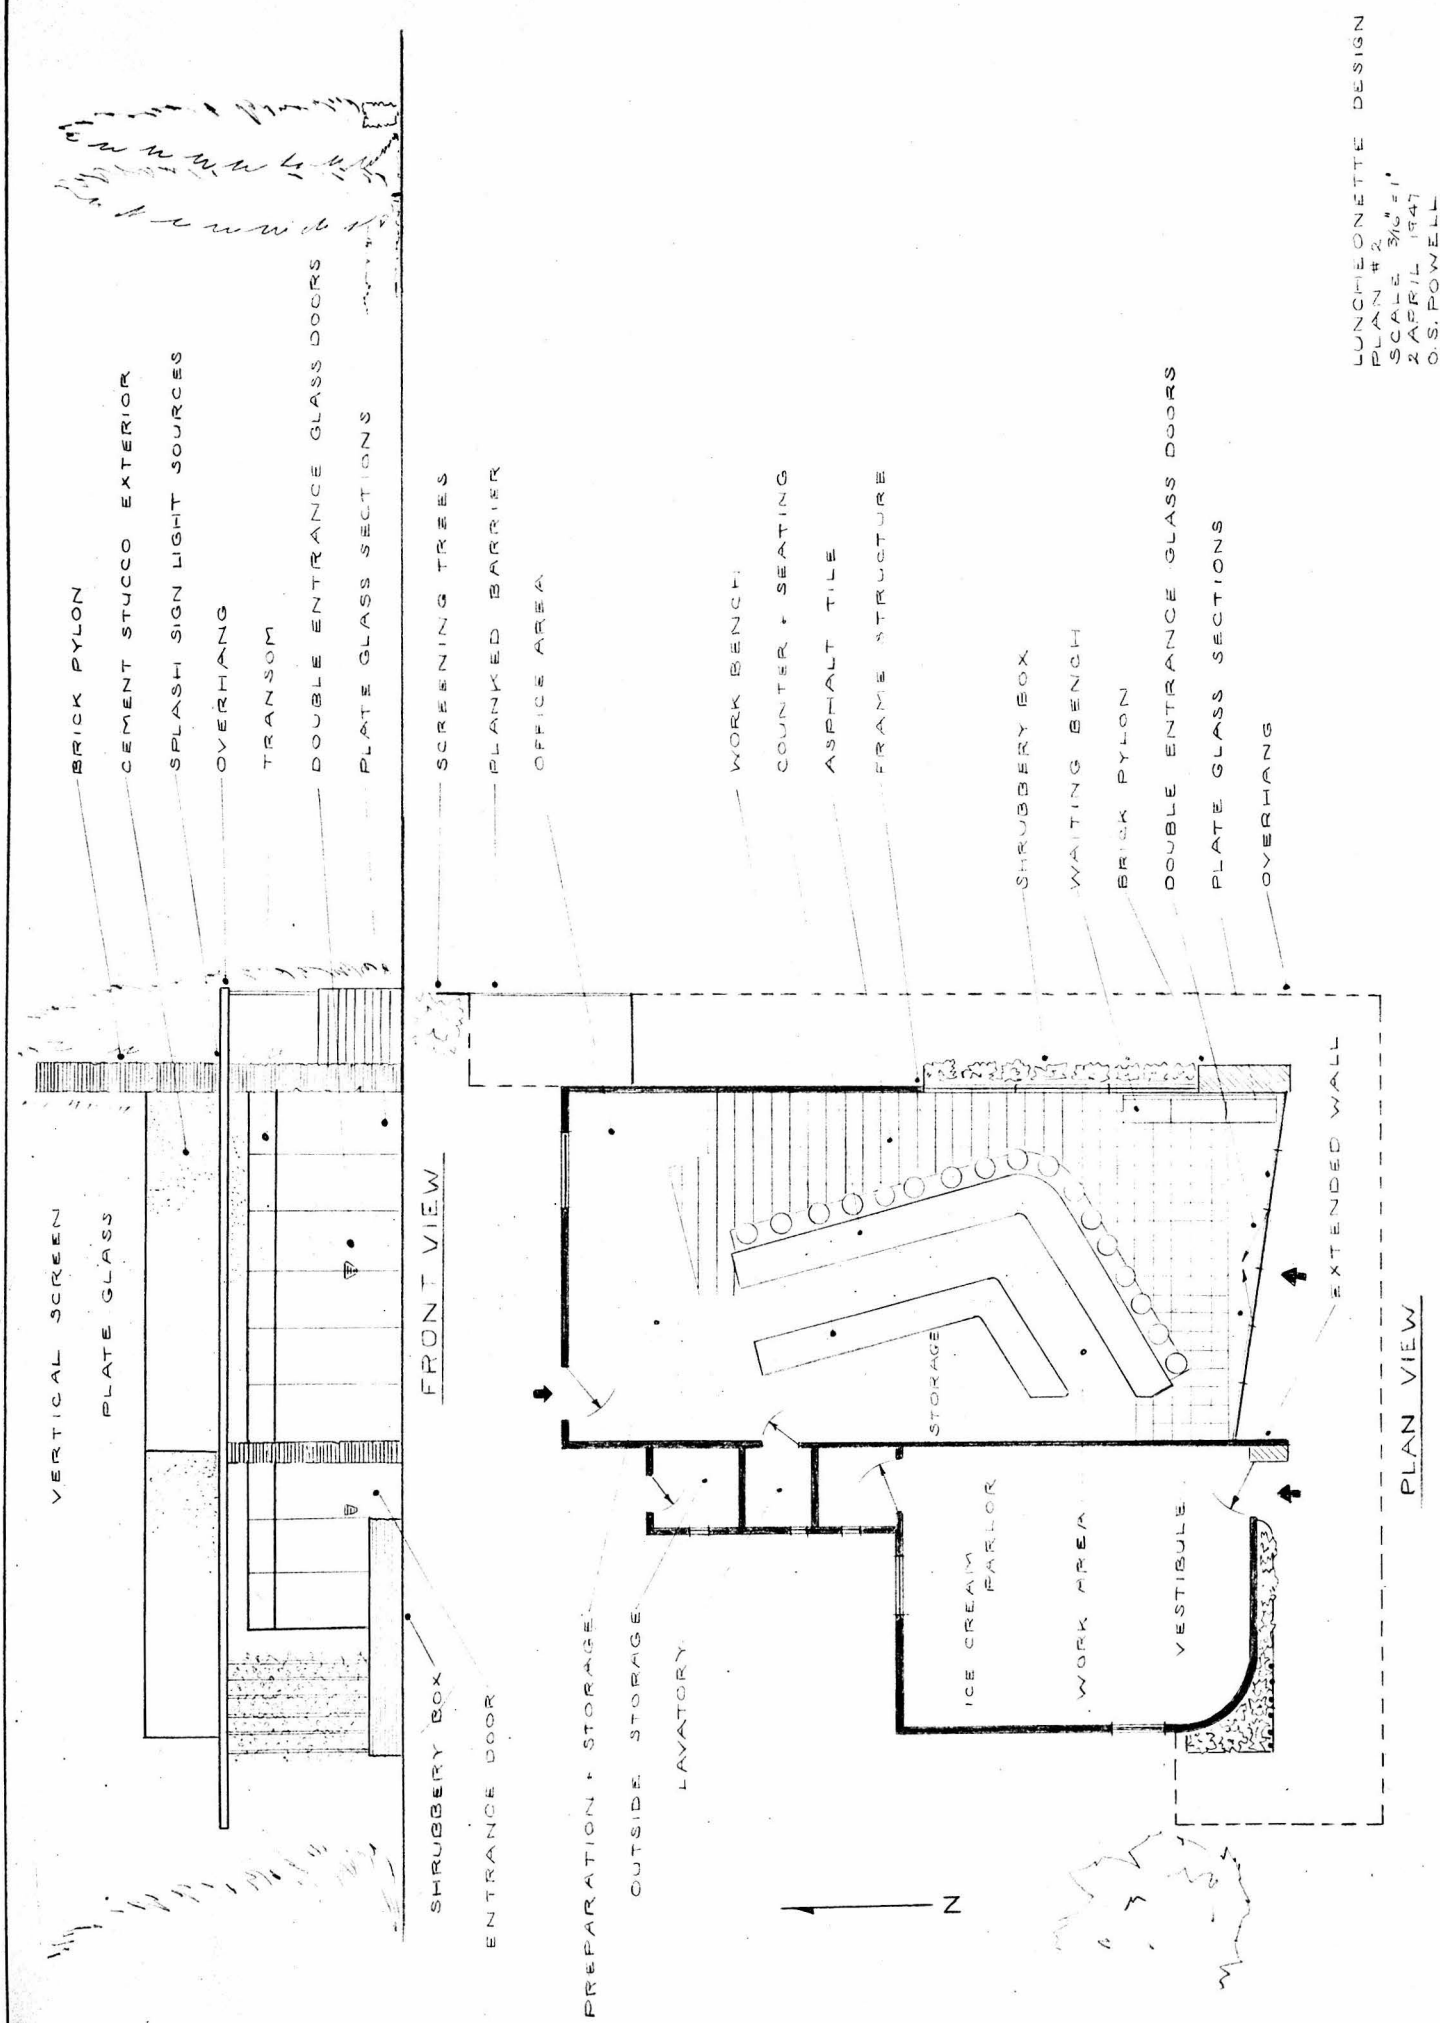 VERTICAL SCREEN
PLATE GLASS
BRICK PYLON
CEMENT STUCCO EXTERIOR
SPLASH SIGN LIGHT SOURCES
OVERHANG
TRANSOM
DOUBLE ENTRANCE GLASS DOORS
PLATE GLASS SECTIONS
SHRUBBERY BOX
ENTRANCE DOOR
FRONT VIEW
SCREENING TREES
PLANKED BARRIER
OFFICE AREA
PREPARATION + STORAGE
OUTSIDE STORAGE
LAVATORY
WORK BENCH
COUNTER + SEATING
ASPHALT TILE
FRAME STRUCTURE
STORAGE
ICE CREAM
PARLOR
WORK AREA
VESTIBULE
SHRUBBERY BOX
WAITING BENCH
BRICK PYLON
DOUBLE ENTRANCE GLASS DOORS
PLATE GLASS SECTIONS
OVERHANG
EXTENDED WALL
N
PLAN VIEW
LUNCHEONETTE DESIGN
PLAN #2
SCALE 3/16" = 1'
2 APRIL 1947
O.S. POWELL